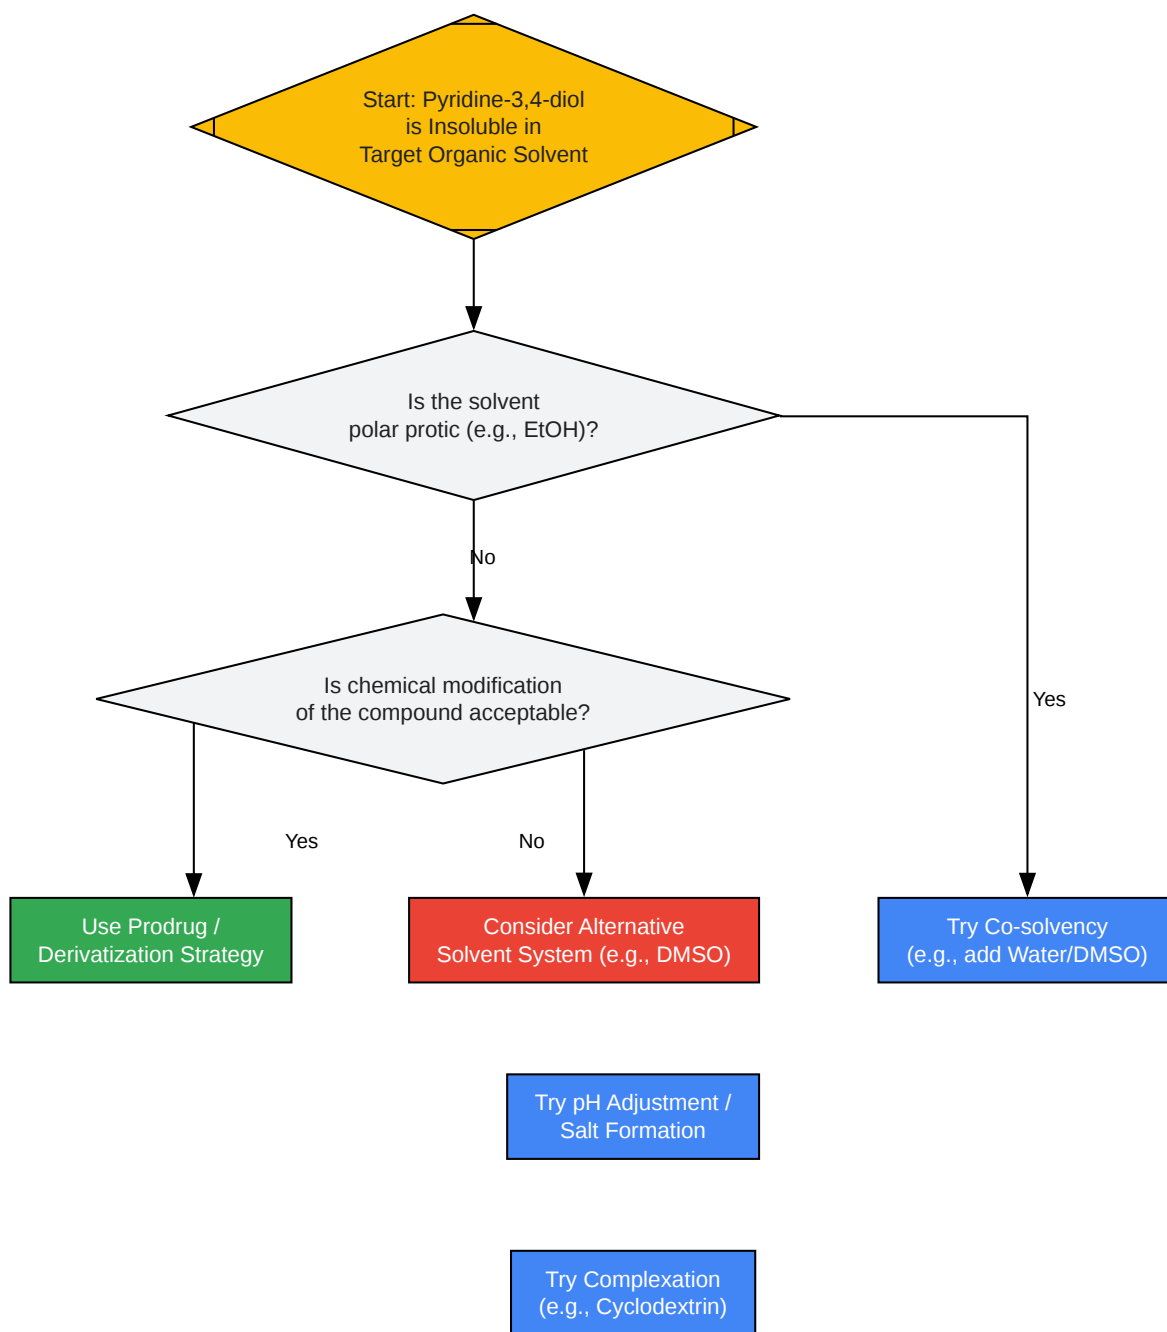 Start: Pyridine-3,4-diol
is Insoluble in
Target Organic Solvent
Is the solvent
polar protic (e.g., EtOH)?
No
Is chemical modification
of the compound acceptable?
Yes
Yes
No
Use Prodrug /
Derivatization Strategy
Consider Alternative
Solvent System (e.g., DMSO)
Try Co-solvency
(e.g., add Water/DMSO)
Try pH Adjustment /
Salt Formation
Try Complexation
(e.g., Cyclodextrin)